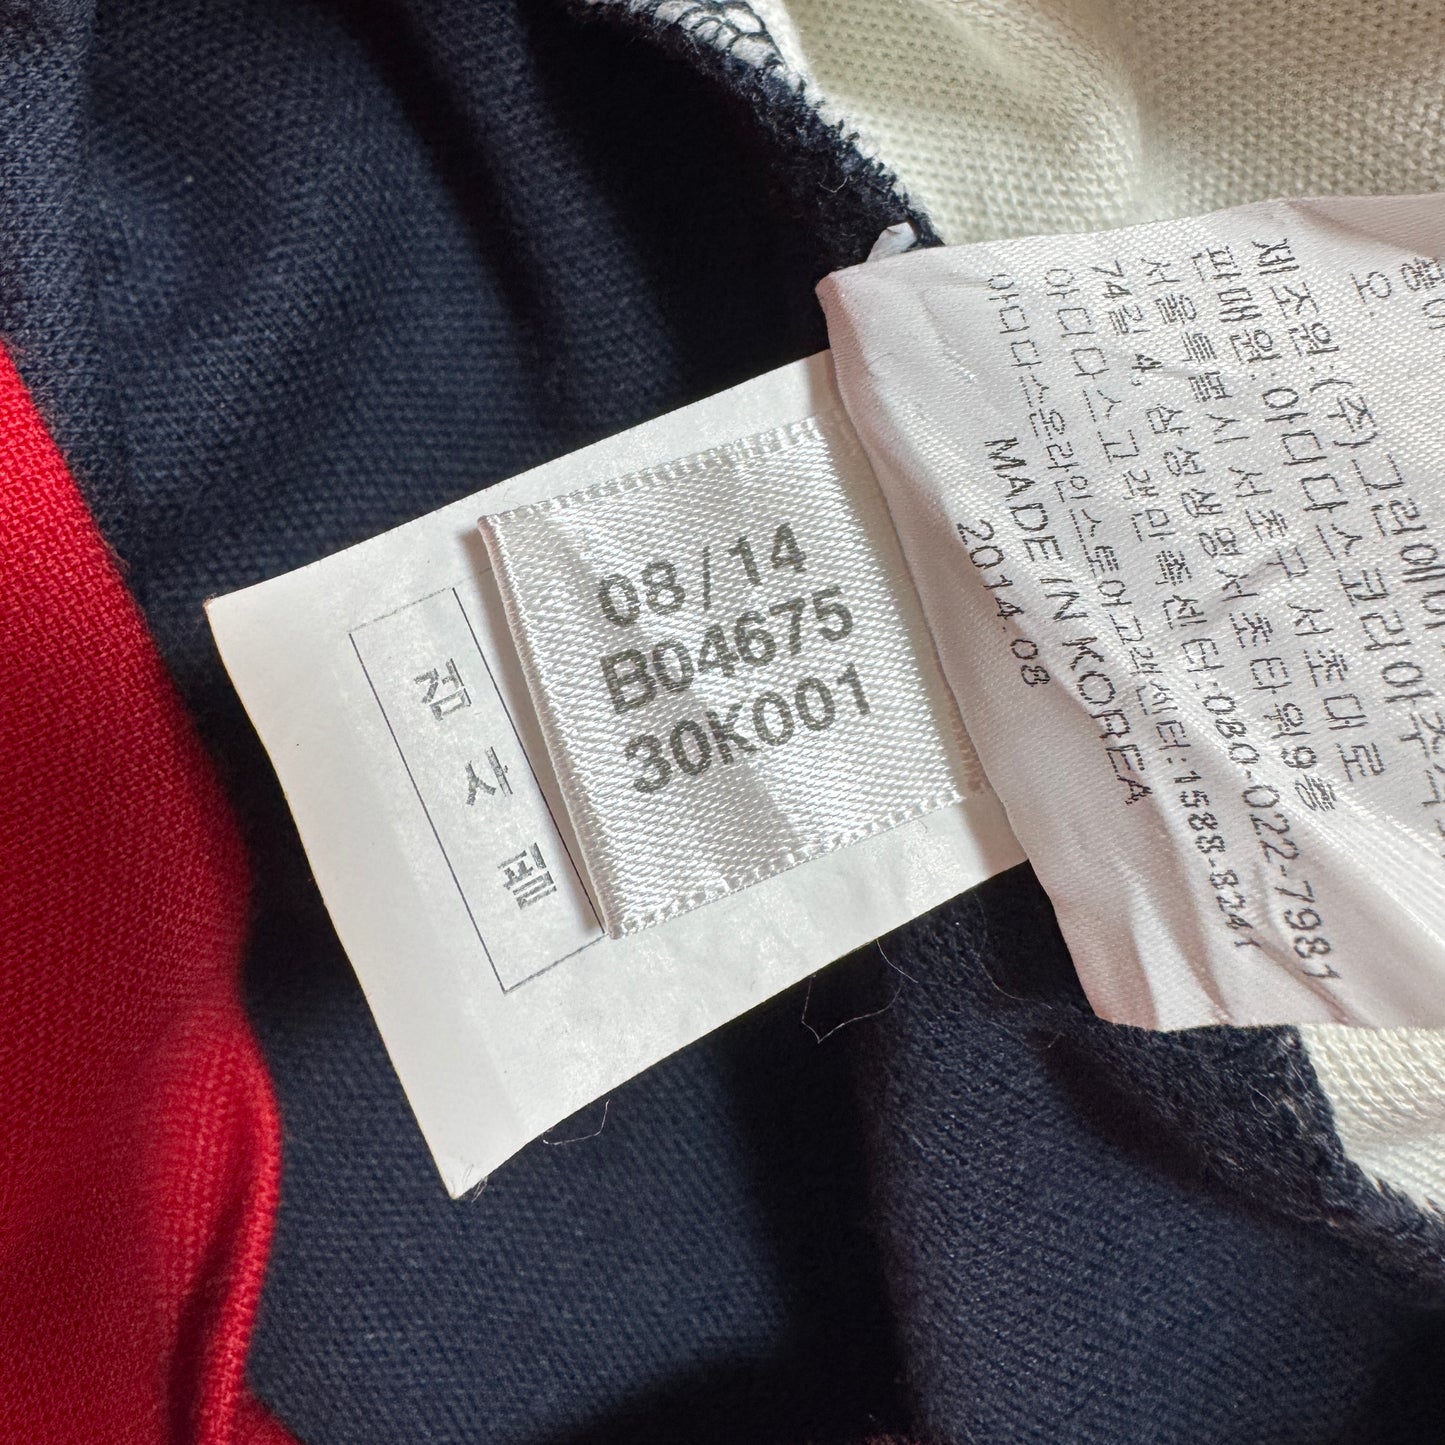 검사필
08/14
B04675
30K001
오.
제조원:(주)그린에버
판매원:아디다스코리아
서울특별시 서초구 서초대로
74길 4, 삼성생명서초타워9층
아디다스고객만족센터:1588-8241
아디다스온라인스토어고객센터:080-022-7981
MADE IN KOREA
2014.08